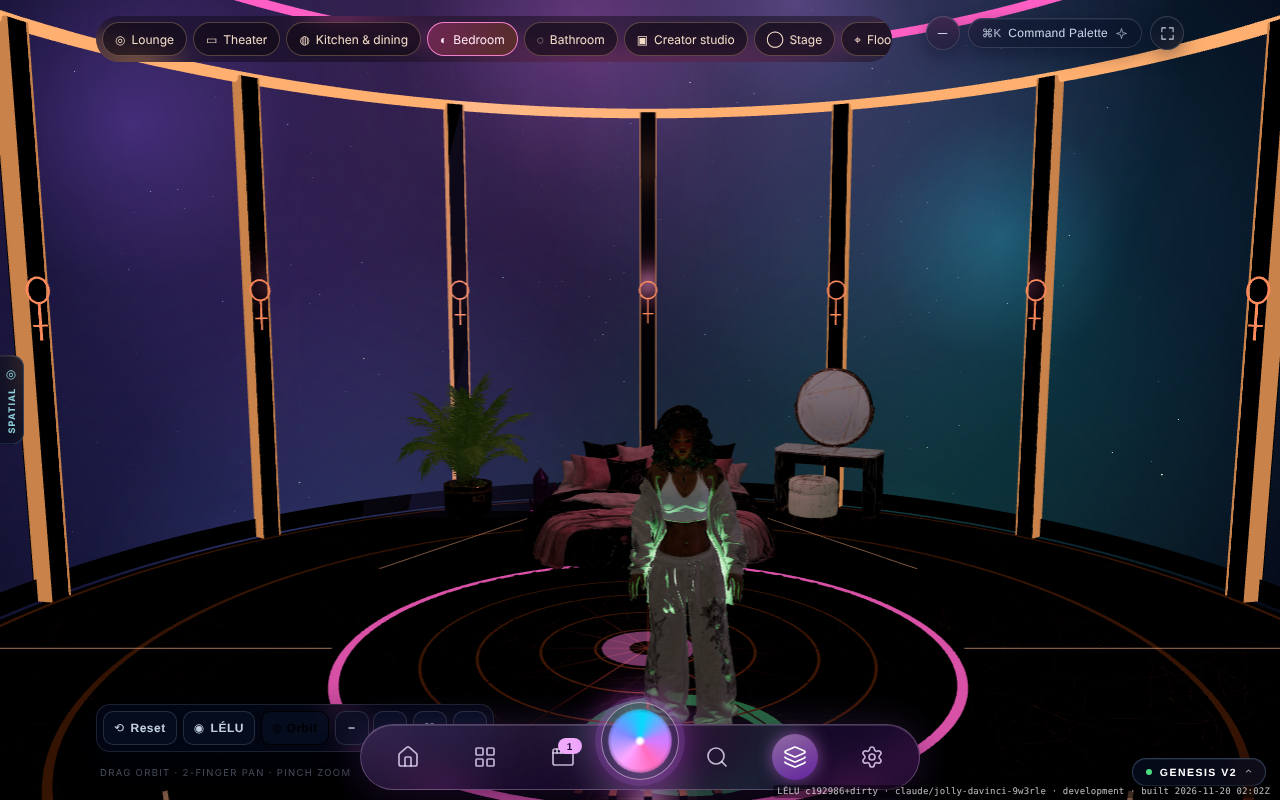 Lounge
Theater
Kitchen & dining
Bedroom
Bathroom
Creator studio
Stage
Floo
⌘K Command Palette
SPATIAL
Reset
LÉLU
Orbit
1
DRAG ORBIT · 2-FINGER PAN · PINCH ZOOM
GENESIS V2
LÉLU c192986+dirty · claude/jolly-davinci-9w3rle · development · built 2026-11-20 02:02Z